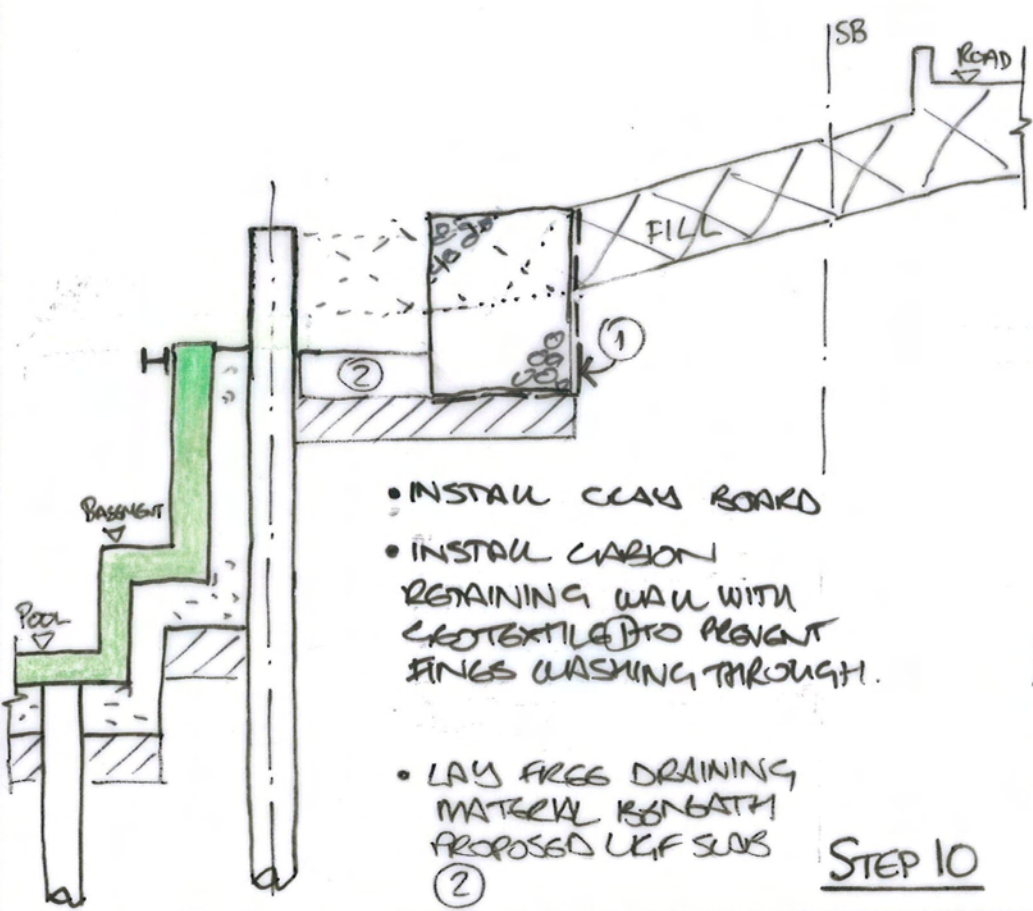 SB
ROAD
FILL
1
2
BASEMENT
POOL
• INSTALL CLAY BOARD
• INSTALL GABION
RETAINING WALL WITH
GEOTEXTILE 1 TO PREVENT
FINES WASHING THROUGH.
• LAY FREE DRAINING
MATERIAL BENEATH
PROPOSED LGF SLAB
2
STEP 10